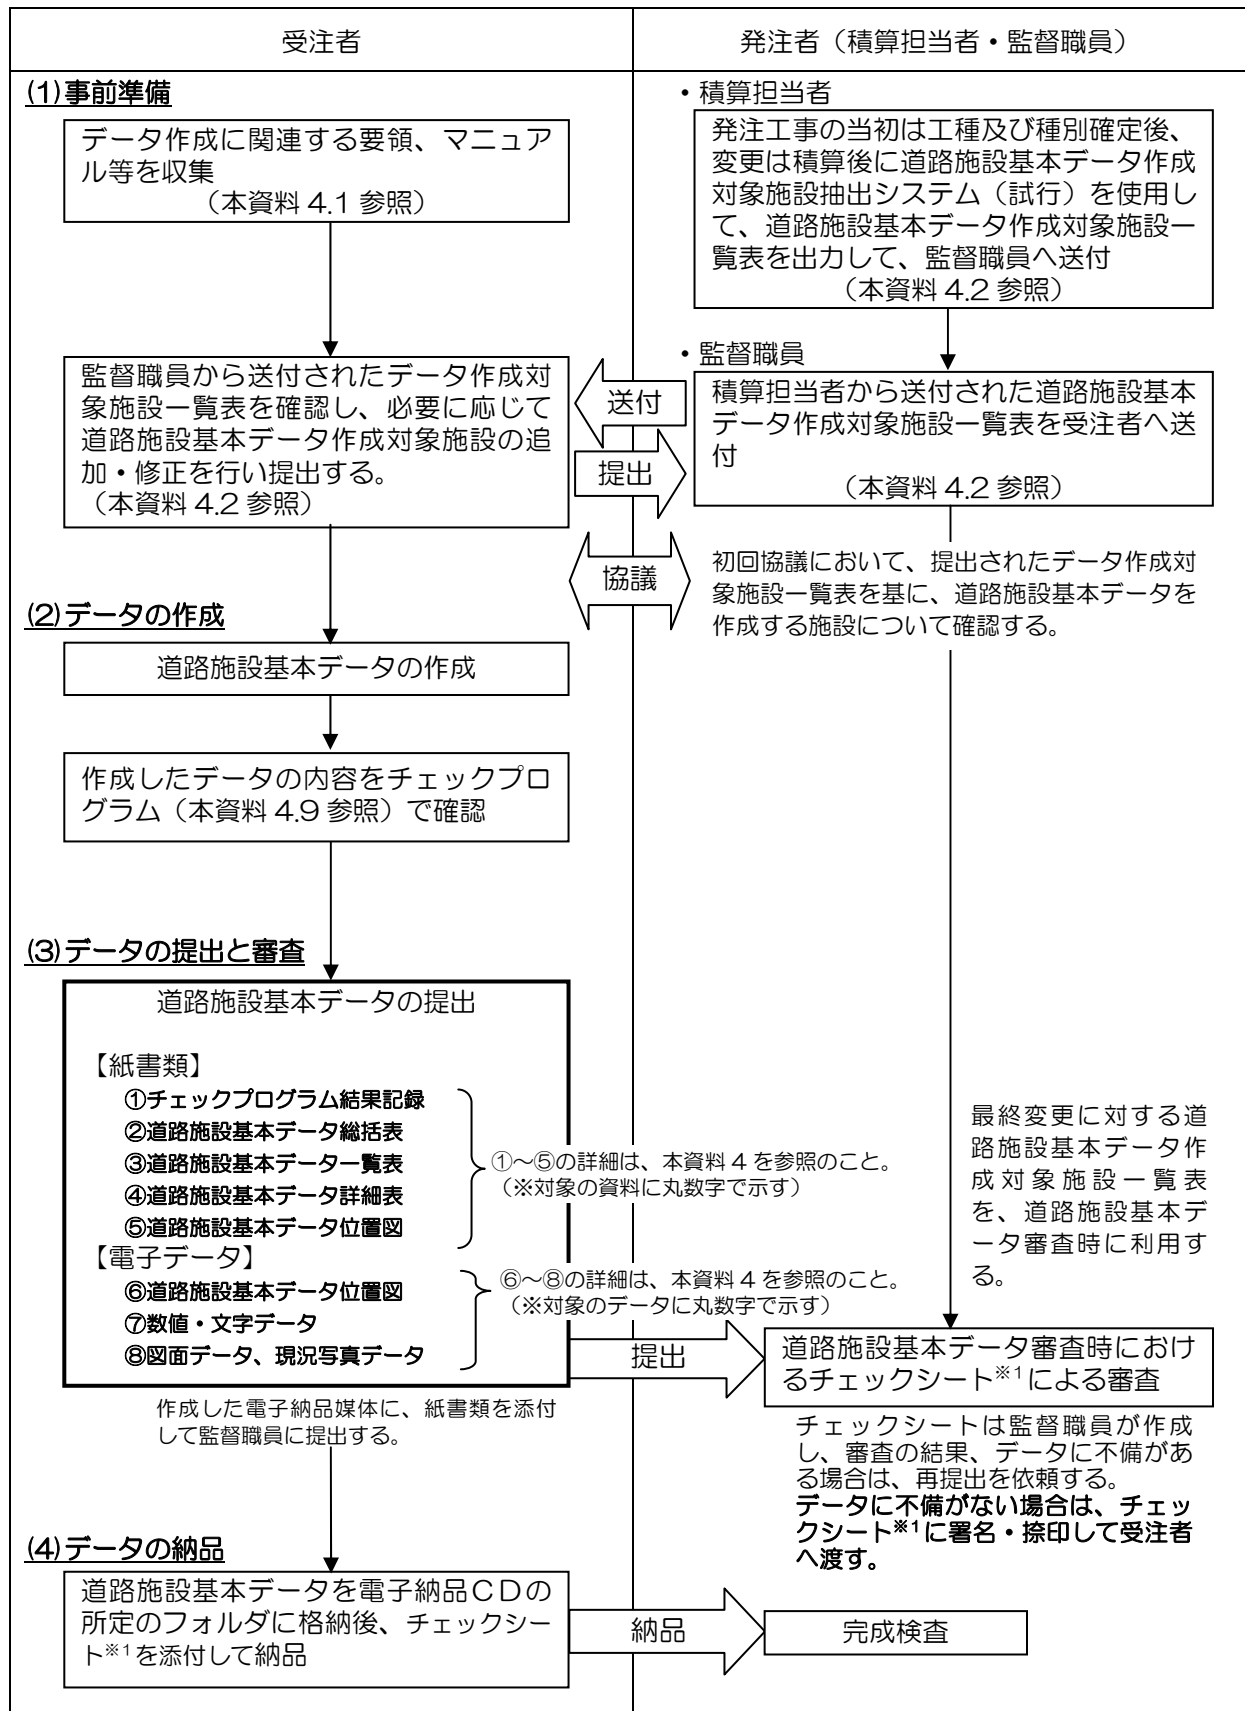 受注者
発注者（積算担当者・監督職員）
(1)事前準備
データ作成に関連する要領、マニュア
ル等を収集
（本資料 4.1 参照）
・積算担当者
発注工事の当初は工種及び種別確定後、
変更は積算後に道路施設基本データ作成
対象施設抽出システム（試行）を使用し
て、道路施設基本データ作成対象施設一
覧表を出力して、監督職員へ送付
（本資料 4.2 参照）
監督職員から送付されたデータ作成対
象施設一覧表を確認し、必要に応じて
道路施設基本データ作成対象施設の追
加・修正を行い提出する。
（本資料 4.2 参照）
送付
提出
・監督職員
積算担当者から送付された道路施設基本
データ作成対象施設一覧表を受注者へ送
付
（本資料 4.2 参照）
協議
初回協議において、提出されたデータ作成対
象施設一覧表を基に、道路施設基本データを
作成する施設について確認する。
(2)データの作成
道路施設基本データの作成
作成したデータの内容をチェックプロ
グラム（本資料 4.9 参照）で確認
(3)データの提出と審査
道路施設基本データの提出
【紙書類】
①チェックプログラム結果記録
②道路施設基本データ総括表
③道路施設基本データ一覧表
④道路施設基本データ詳細表
⑤道路施設基本データ位置図
①～⑤の詳細は、本資料 4 を参照のこと。
（※対象の資料に丸数字で示す）
【電子データ】
⑥道路施設基本データ位置図
⑦数値・文字データ
⑧図面データ、現況写真データ
⑥～⑧の詳細は、本資料 4 を参照のこと。
（※対象のデータに丸数字で示す）
最終変更に対する道
路施設基本データ作
成対象施設一覧表
を、道路施設基本デ
ータ審査時に利用す
る。
提出
道路施設基本データ審査時におけ
るチェックシート※1による審査
作成した電子納品媒体に、紙書類を添付
して監督職員に提出する。
チェックシートは監督職員が作成
し、審査の結果、データに不備があ
る場合は、再提出を依頼する。
データに不備がない場合は、チェッ
クシート※1に署名・捺印して受注者
へ渡す。
(4)データの納品
道路施設基本データを電子納品CDの
所定のフォルダに格納後、チェックシー
ト※1を添付して納品
納品
完成検査